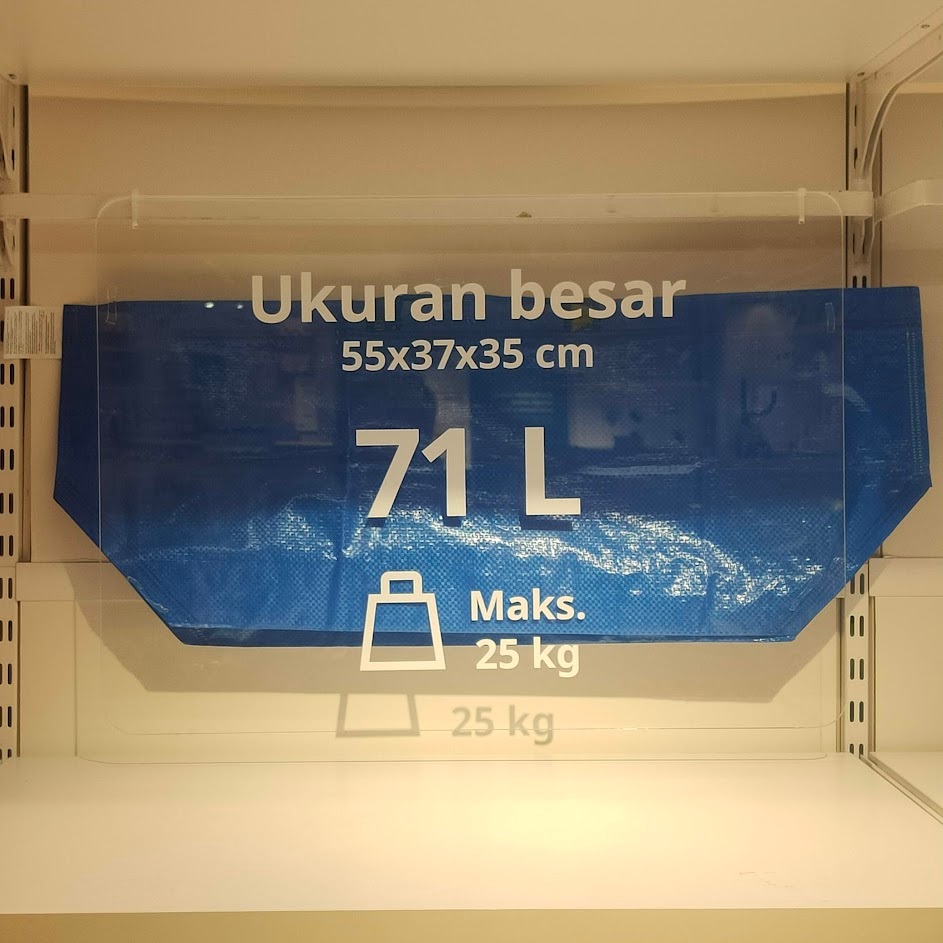 Ukuran besar
55x37x35 cm
71 L
Maks.
25 kg